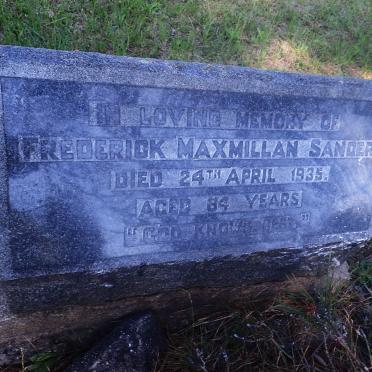 IN LOVING MEMORY OF
FREDERICK MAXMILLAN SANDER
DIED 24TH APRIL 1935.
AGED 84 YEARS
"GOD KNOWS BEST"